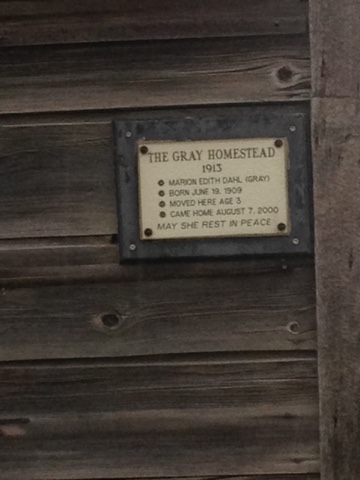 THE GRAY HOMESTEAD
1913
• MARION EDITH DAHL (GRAY)
• BORN JUNE 19, 1909
• MOVED HERE AGE 3
• CAME HOME AUGUST 7, 2000
MAY SHE REST IN PEACE